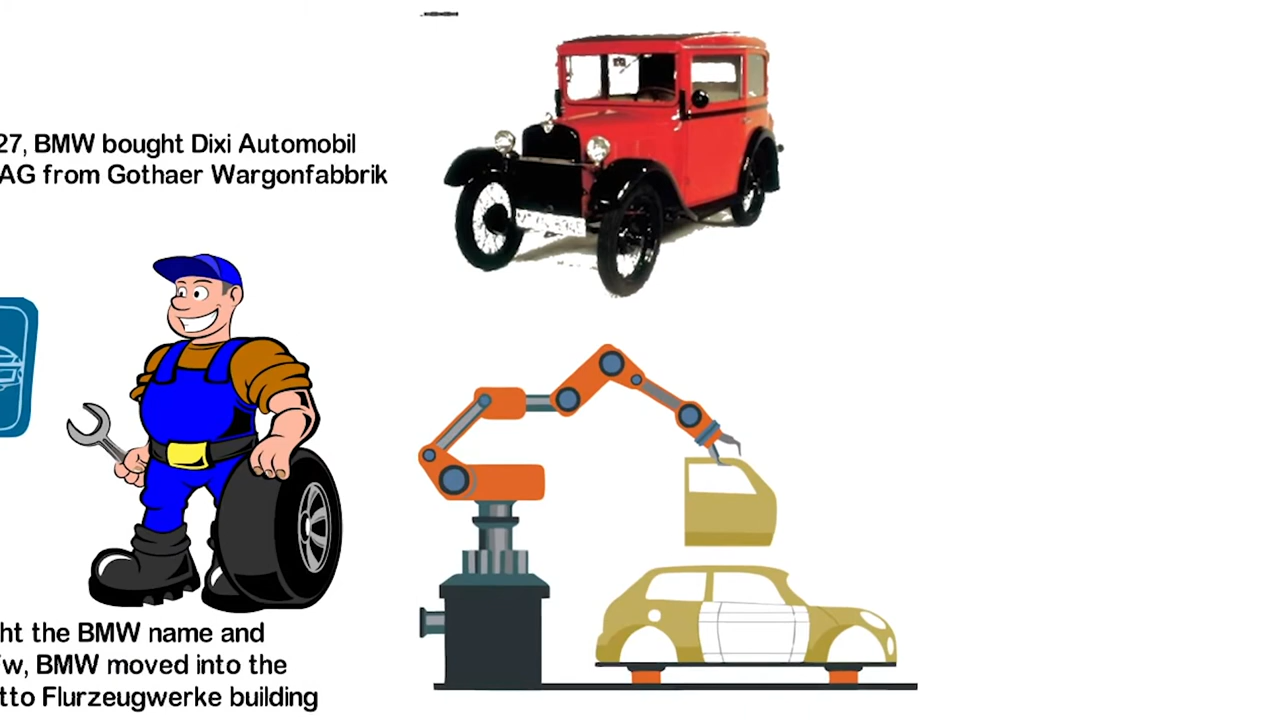 27, BMW bought Dixi Automobil
AG from Gothaer Wargonfabbrik
ht the BMW name and
w, BMW moved into the
tto Flurzeugwerke building